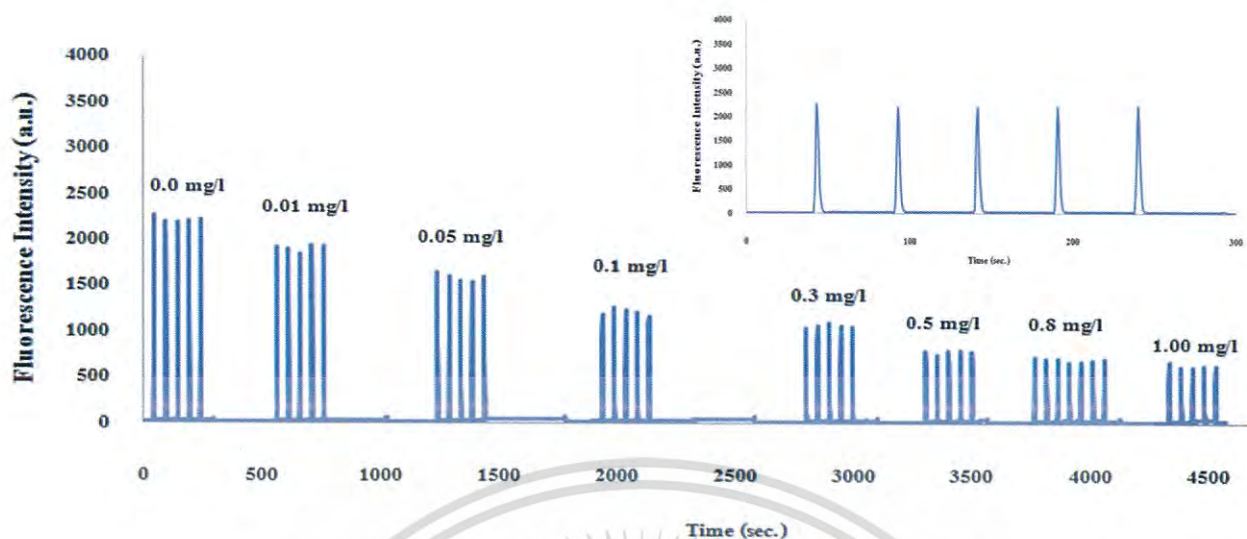 Fluorescence Intensity (a.u.)
4000
3500
3000
2500
2000
1500
1000
500
0
0.0 mg/l
0.01 mg/l
0.05 mg/l
0.1 mg/l
0.3 mg/l
0.5 mg/l
0.8 mg/l
1.00 mg/l
0 500 1000 1500 2000 2500 3000 3500 4000 4500
Time (sec.)
Fluorescence Intensity (a.u.)
4000
3500
3000
2500
2000
1500
1000
500
0
0 100 200 300
Time (sec.)